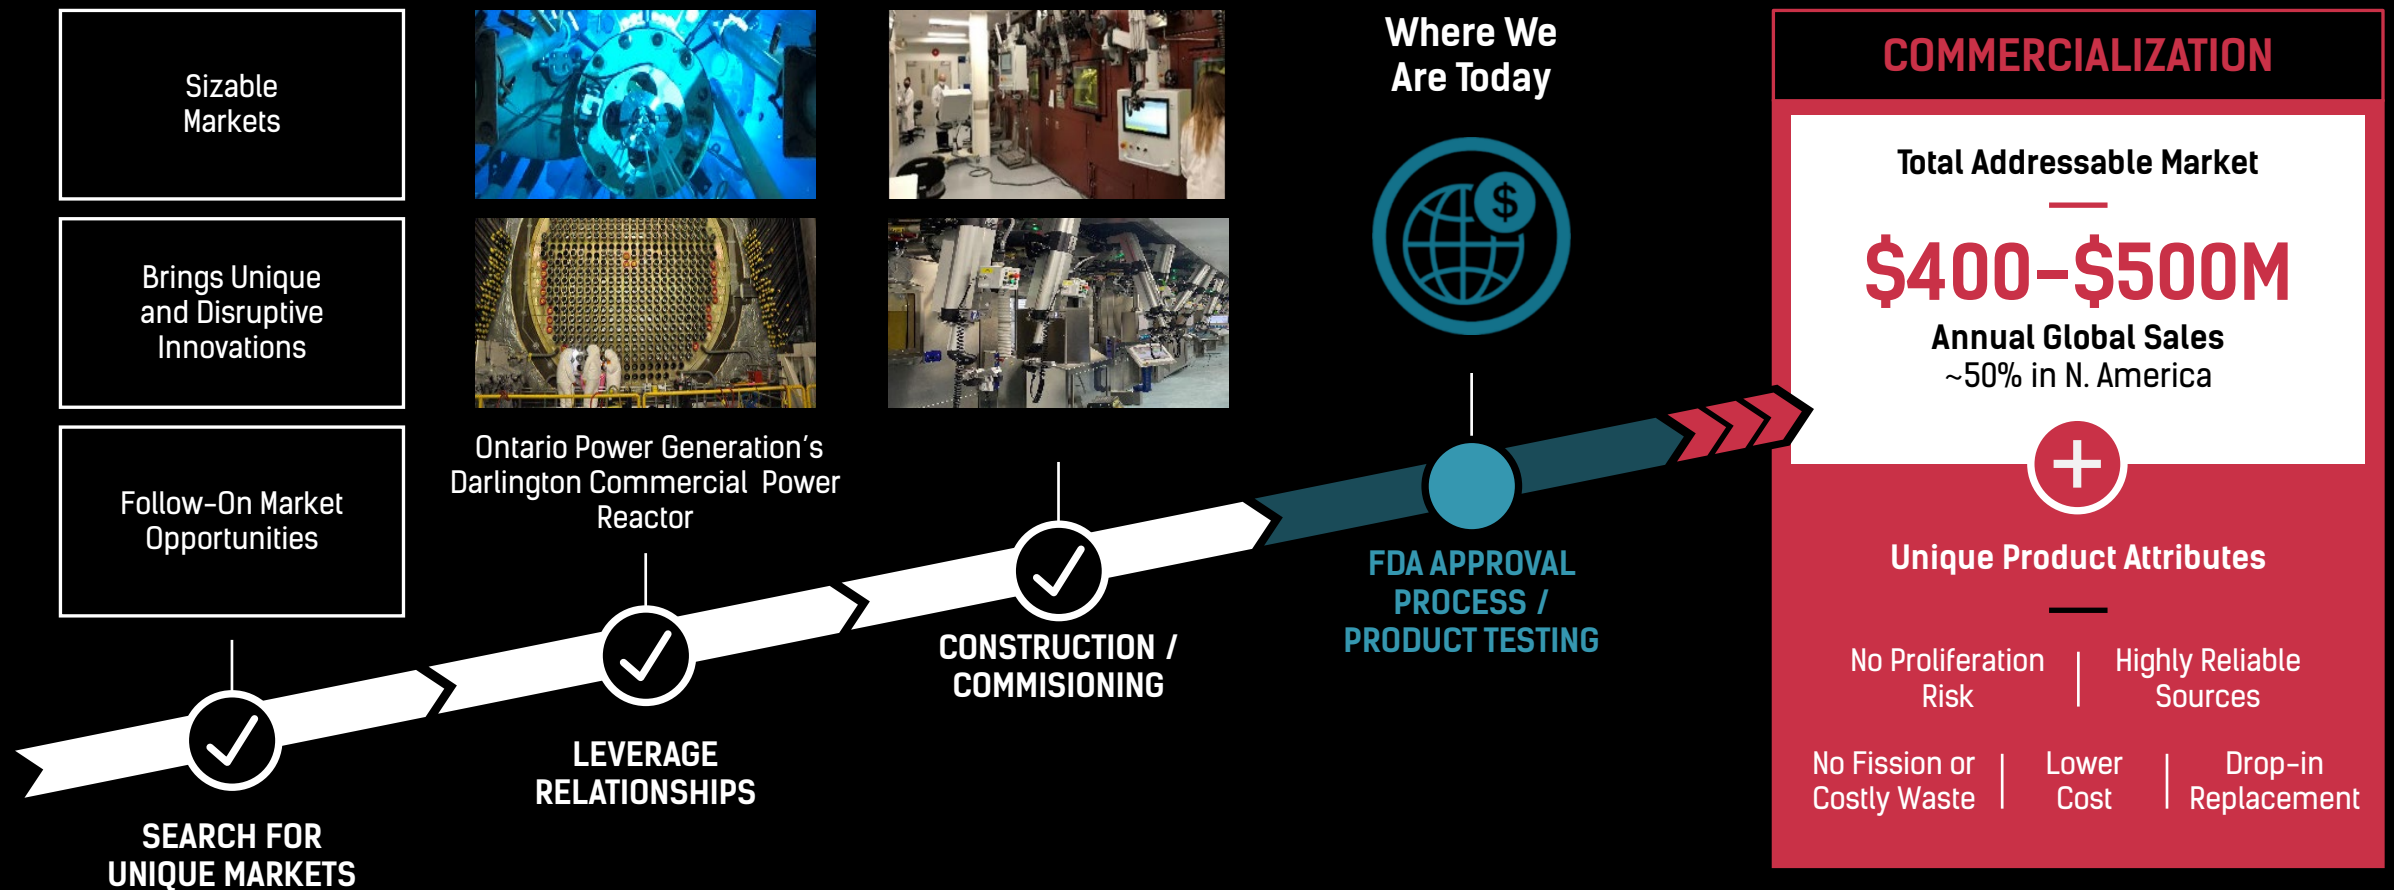 Sizable
Markets
Brings Unique
and Disruptive
Innovations
Follow-On Market
Opportunities
SEARCH FOR
UNIQUE MARKETS
Ontario Power Generation's
Darlington Commercial Power
Reactor
LEVERAGE
RELATIONSHIPS
CONSTRUCTION /
COMMISIONING
Where We
Are Today
$
FDA APPROVAL
PROCESS /
PRODUCT TESTING
COMMERCIALIZATION
Total Addressable Market
$400-$500M
Annual Global Sales
~50% in N. America
+
Unique Product Attributes
No Proliferation
Risk
Highly Reliable
Sources
No Fission or
Costly Waste
Lower
Cost
Drop-in
Replacement